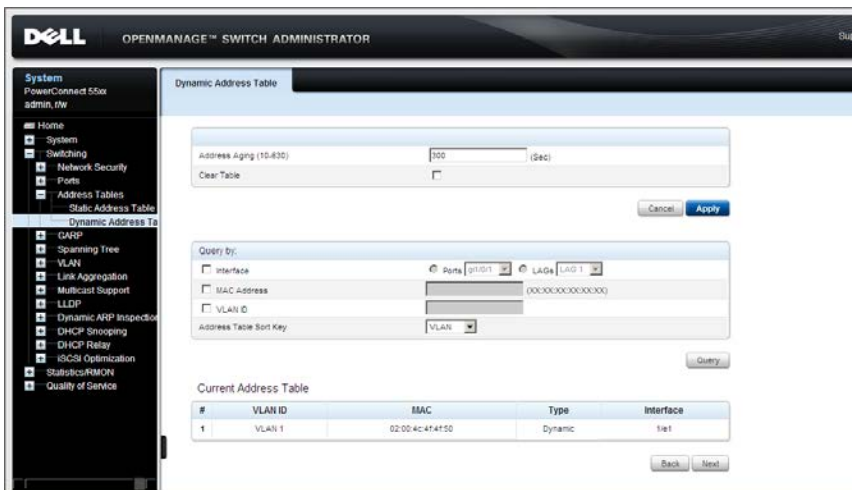 DELL OPENMANAGE™ SWITCH ADMINISTRATOR Sup
System
PowerConnect 55xx
admin, r/w
Home
System
Switching
Network Security
Ports
Address Tables
Static Address Table
Dynamic Address Ta
GARP
Spanning Tree
VLAN
Link Aggregation
Multicast Support
LLDP
Dynamic ARP Inspection
DHCP Snooping
DHCP Relay
iSCSI Optimization
Statistics/RMON
Quality of Service
Dynamic Address Table
Address Aging (10-630) 300 (Sec)
Clear Table
Cancel Apply
Query by:
Interface Ports gi1/0/1 LAGs LAG 1
MAC Address (XX:XX:XX:XX:XX:XX)
VLAN ID
Address Table Sort Key VLAN
Query
Current Address Table
# VLAN ID MAC Type Interface
1 VLAN 1 02:00:4c:4f:4f:50 Dynamic 1/e1
Back Next